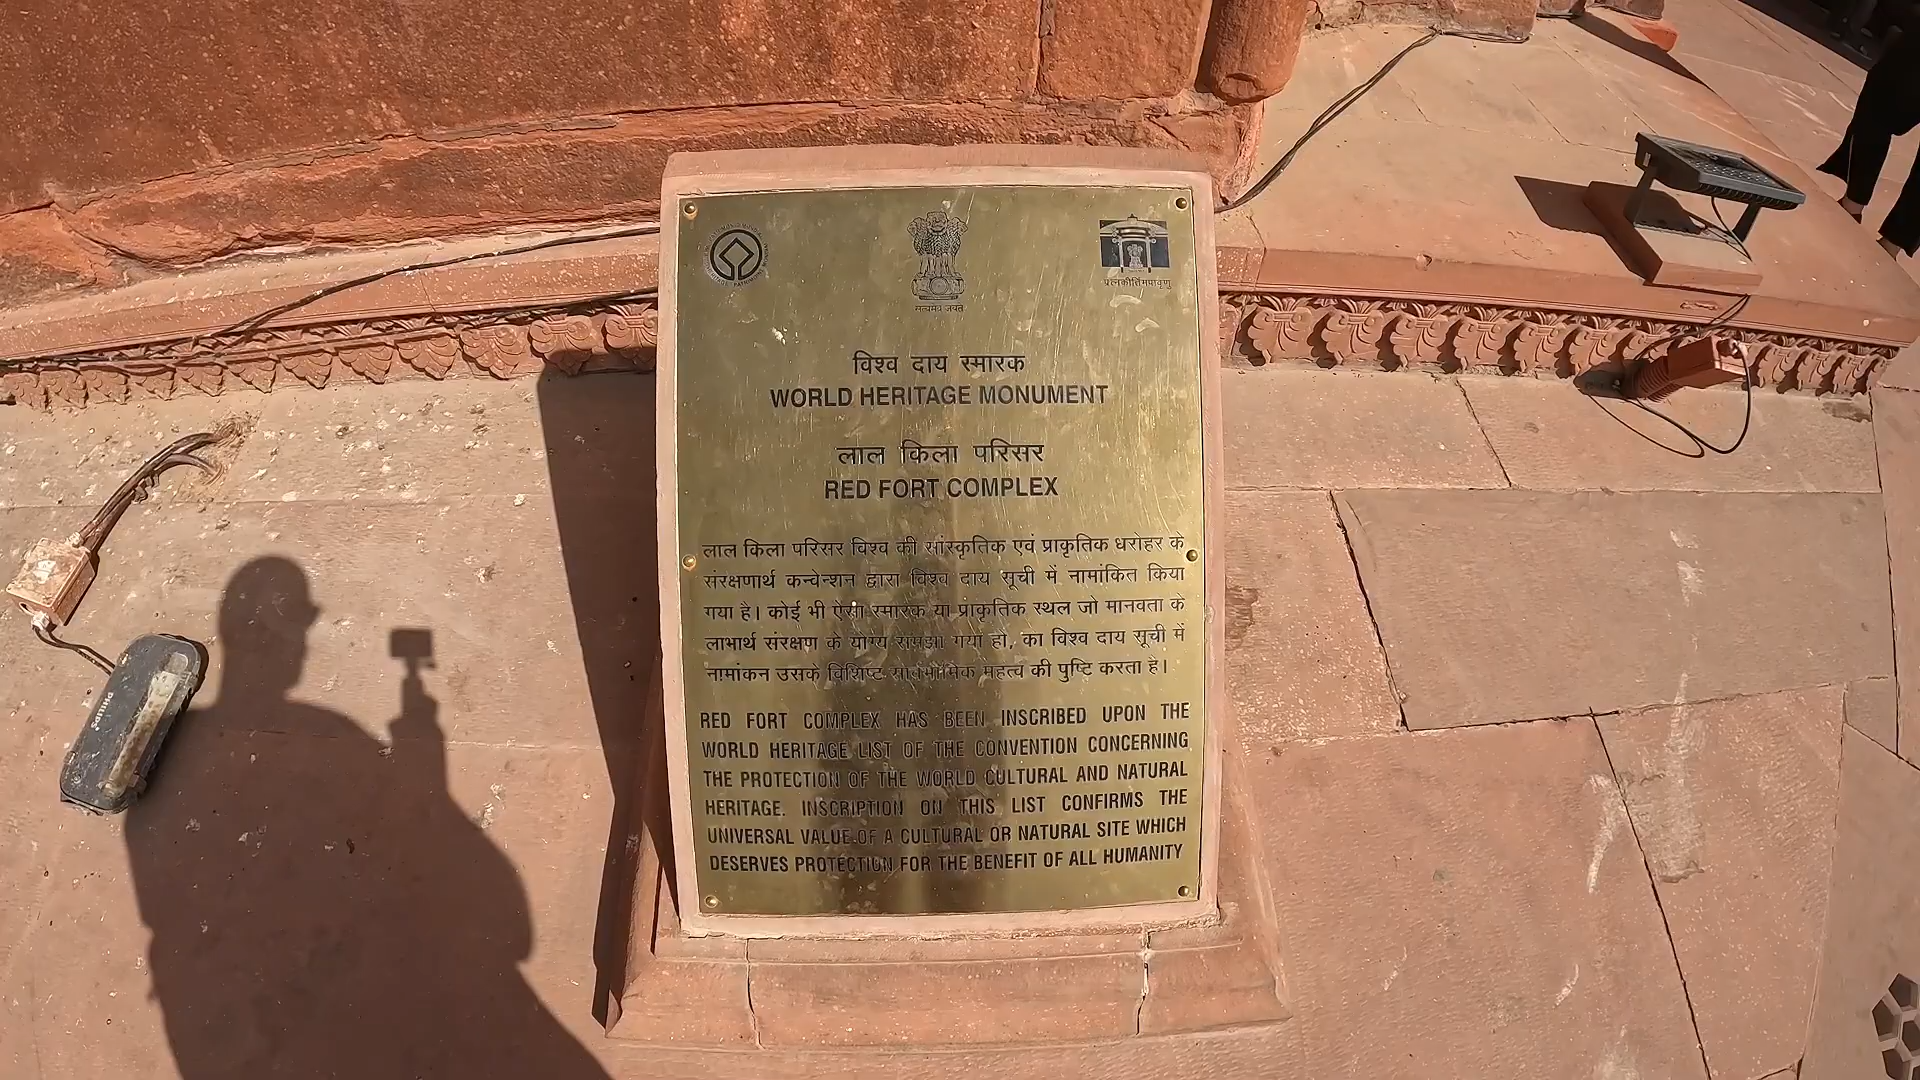 सत्यमेव जयते
प्रत्नकीर्तिमपावृणु
विश्व दाय स्मारक
WORLD HERITAGE MONUMENT
लाल किला परिसर
RED FORT COMPLEX
लाल किला परिसर विश्व की सांस्कृतिक एवं प्राकृतिक धरोहर के
संरक्षणार्थ कन्वेन्शन द्वारा विश्व दाय सूची में नामांकित किया
गया है। कोई भी ऐसा स्मारक या प्राकृतिक स्थल जो मानवता के
लाभार्थ संरक्षण के योग्य समझा गया हो, का विश्व दाय सूची में
नामांकन उसके विशिष्ट सार्वभौमिक महत्व की पुष्टि करता है।
RED FORT COMPLEX HAS BEEN INSCRIBED UPON THE
WORLD HERITAGE LIST OF THE CONVENTION CONCERNING
THE PROTECTION OF THE WORLD CULTURAL AND NATURAL
HERITAGE. INSCRIPTION ON THIS LIST CONFIRMS THE
UNIVERSAL VALUE OF A CULTURAL OR NATURAL SITE WHICH
DESERVES PROTECTION FOR THE BENEFIT OF ALL HUMANITY
PHILIPS